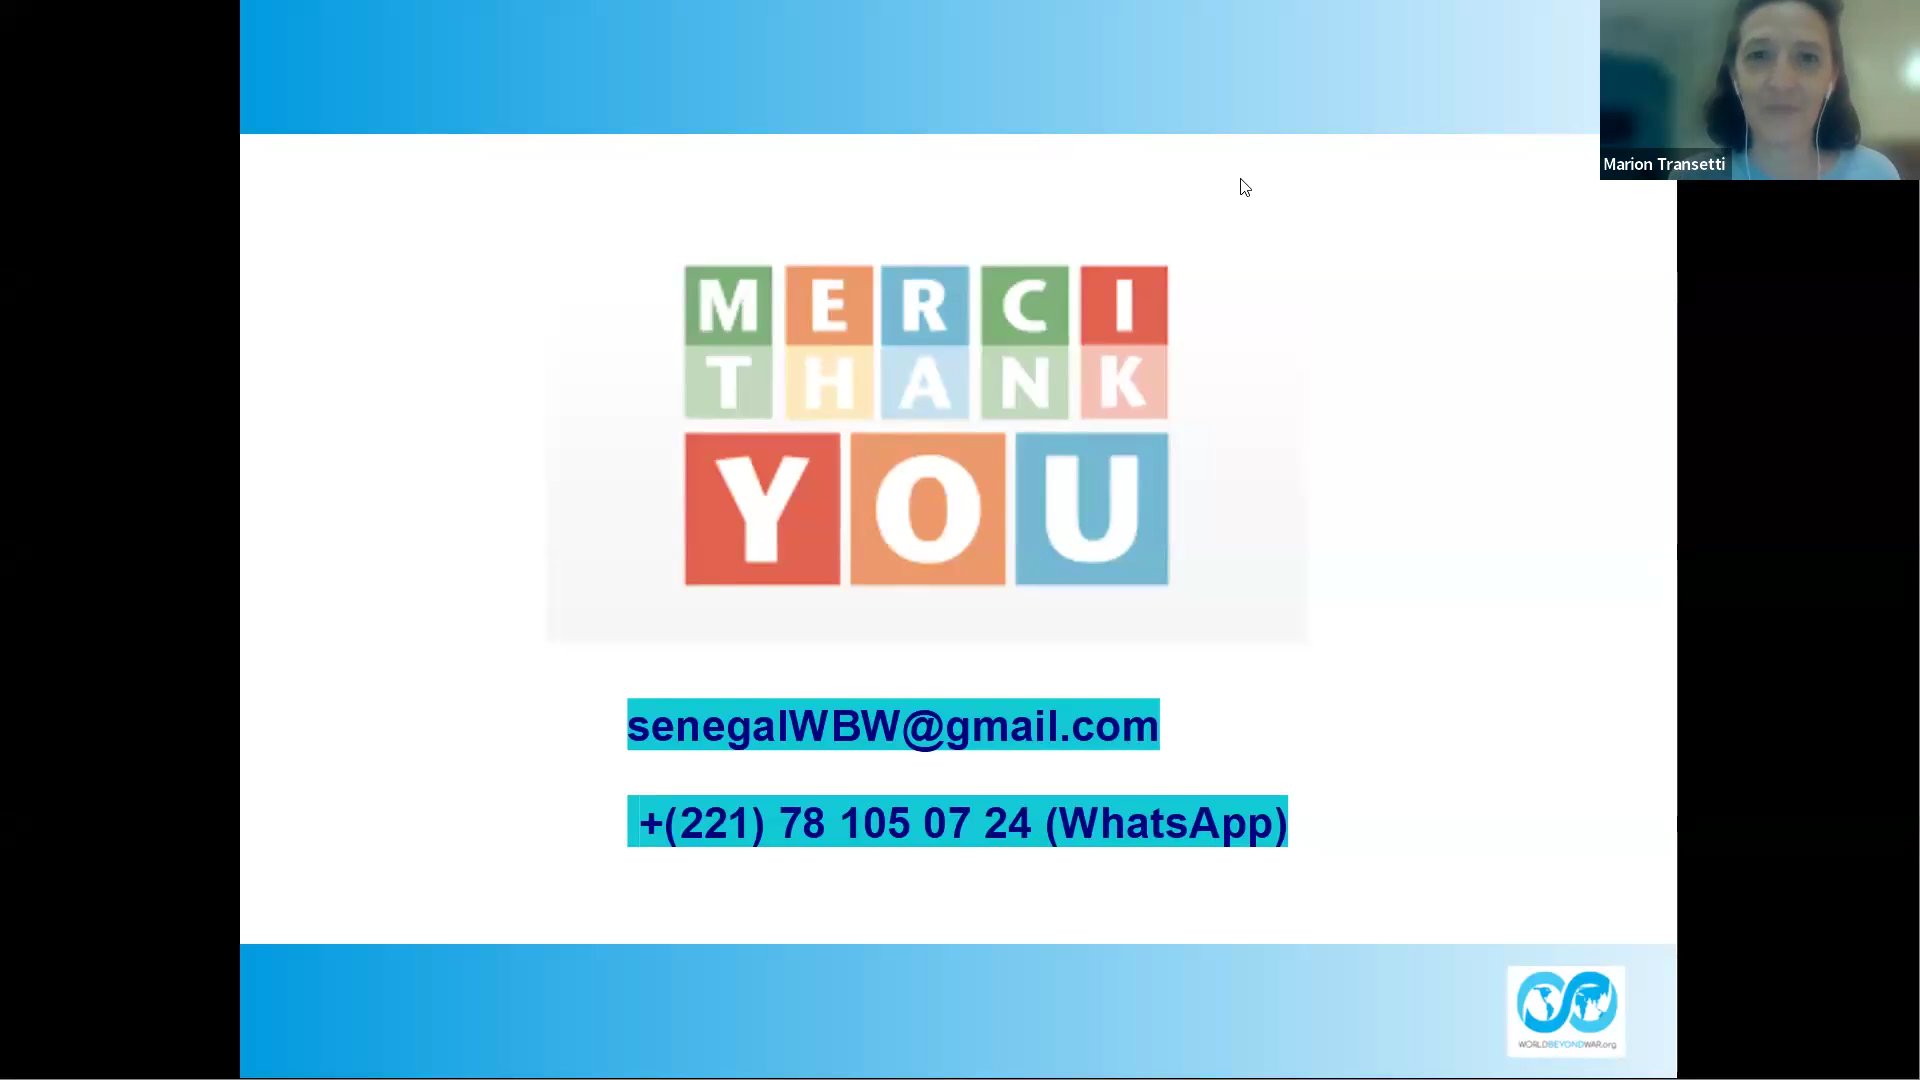 Marion Transetti
MERCI
THANK
YOU
senegalWBW@gmail.com
+(221) 78 105 07 24 (WhatsApp)
WORLDBEYONDWAR.org